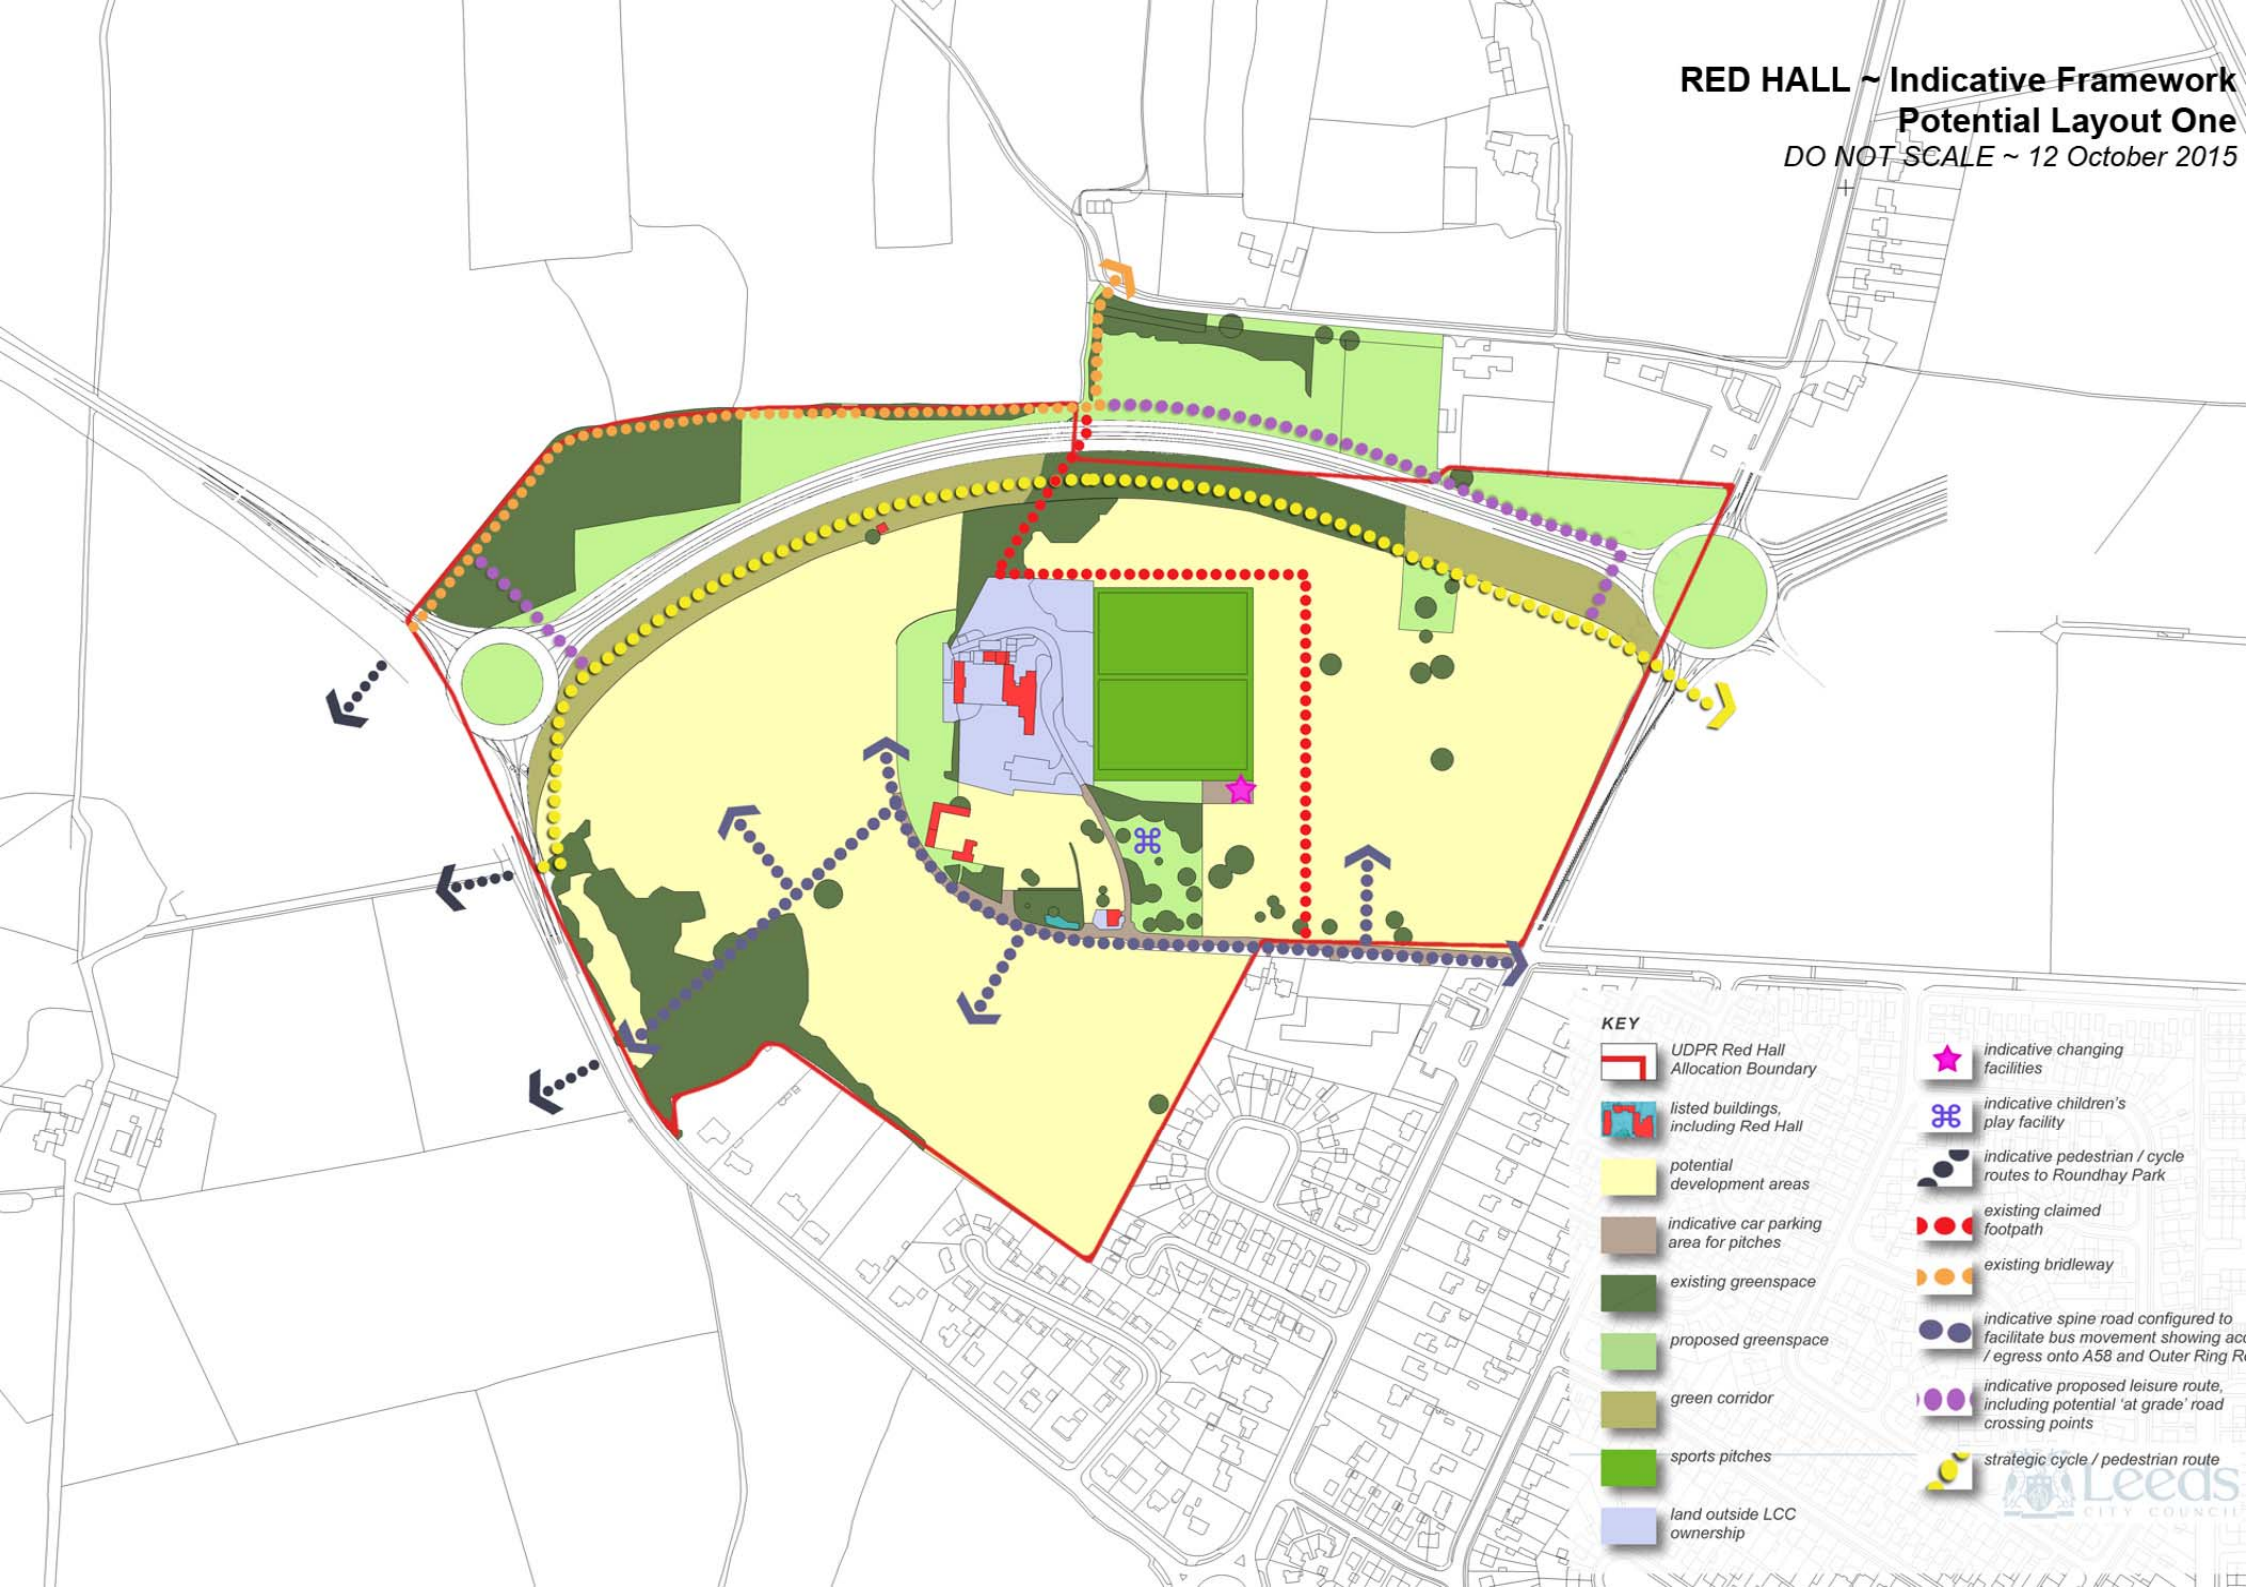 RED HALL ~ Indicative Framework
Potential Layout One
DO NOT SCALE ~ 12 October 2015
KEY
UDPR Red Hall
Allocation Boundary
listed buildings,
including Red Hall
potential
development areas
indicative car parking
area for pitches
existing greenspace
proposed greenspace
green corridor
sports pitches
land outside LCC
ownership
indicative changing
facilities
indicative children's
play facility
indicative pedestrian / cycle
routes to Roundhay Park
existing claimed
footpath
existing bridleway
indicative spine road configured to
facilitate bus movement showing acc
/ egress onto A58 and Outer Ring R
indicative proposed leisure route,
including potential 'at grade' road
crossing points
strategic cycle / pedestrian route
Leeds
CITY COUNCIL